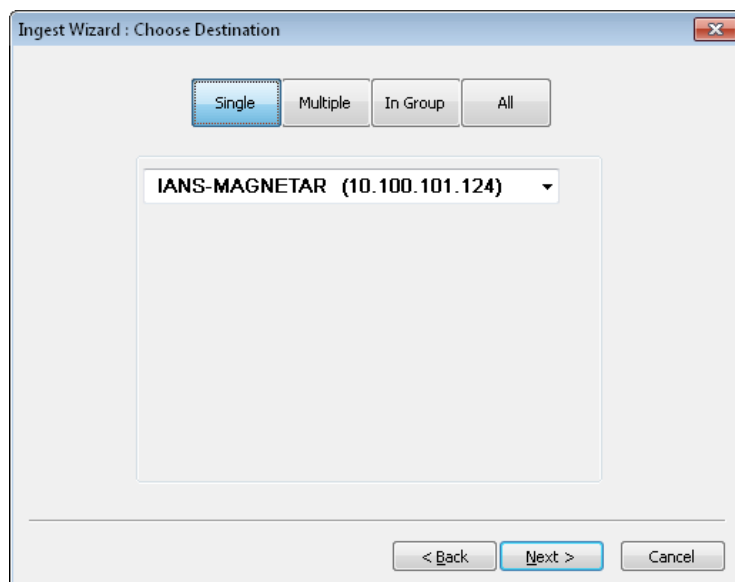 Ingest Wizard : Choose Destination
Single Multiple In Group All
IANS-MAGNETAR (10.100.101.124)
< Back Next > Cancel